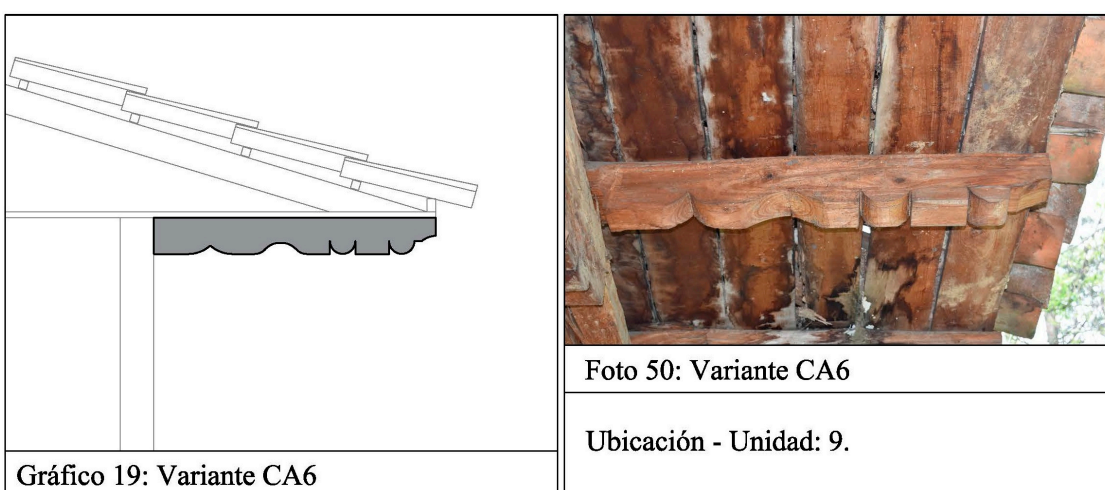 Gráfico 19: Variante CA6
Foto 50: Variante CA6
Ubicación - Unidad: 9.